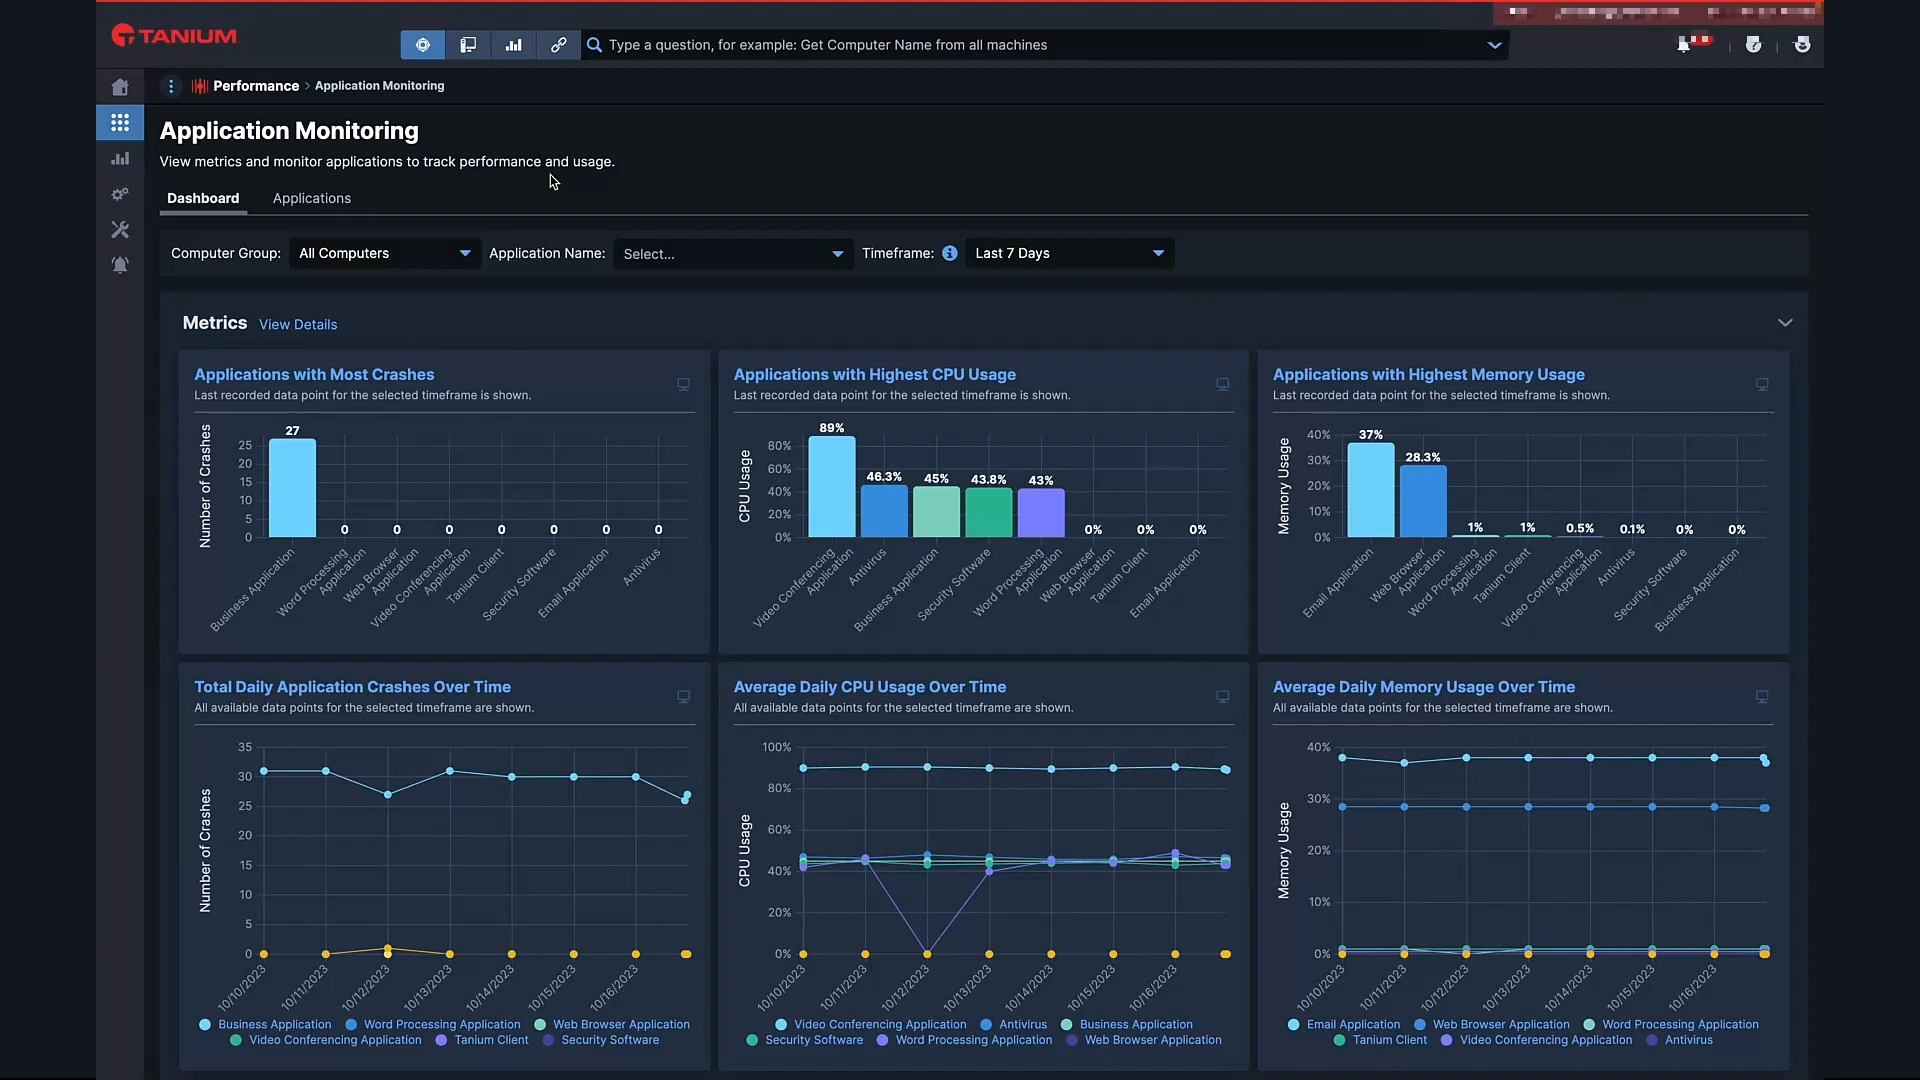 TANIUM
Type a question, for example: Get Computer Name from all machines
Performance > Application Monitoring
Application Monitoring
View metrics and monitor applications to track performance and usage.
Dashboard Applications
Computer Group: All Computers Application Name: Select... Timeframe: Last 7 Days
Metrics View Details
Applications with Most Crashes
Last recorded data point for the selected timeframe is shown.
Number of Crashes
25
20
15
10
5
0
27 0 0 0 0 0 0 0
Business Application
Word Processing Application
Web Browser Application
Video Conferencing Application
Tanium Client
Security Software
Email Application
Antivirus
Applications with Highest CPU Usage
Last recorded data point for the selected timeframe is shown.
CPU Usage
80%
60%
40%
20%
0%
89% 46.3% 45% 43.8% 43% 0% 0% 0%
Video Conferencing Application
Antivirus
Business Application
Security Software
Word Processing Application
Web Browser Application
Tanium Client
Email Application
Applications with Highest Memory Usage
Last recorded data point for the selected timeframe is shown.
Memory Usage
40%
30%
20%
10%
0%
37% 28.3% 1% 1% 0.5% 0.1% 0% 0%
Email Application
Web Browser Application
Word Processing Application
Tanium Client
Video Conferencing Application
Antivirus
Security Software
Business Application
Total Daily Application Crashes Over Time
All available data points for the selected timeframe are shown.
Number of Crashes
35
30
25
20
15
10
5
0
10/10/2023 10/11/2023 10/12/2023 10/13/2023 10/14/2023 10/15/2023 10/16/2023
Business Application Word Processing Application Web Browser Application
Video Conferencing Application Tanium Client Security Software
Average Daily CPU Usage Over Time
All available data points for the selected timeframe are shown.
CPU Usage
100%
80%
60%
40%
20%
0%
10/10/2023 10/11/2023 10/12/2023 10/13/2023 10/14/2023 10/15/2023 10/16/2023
Video Conferencing Application Antivirus Business Application
Security Software Word Processing Application Web Browser Application
Average Daily Memory Usage Over Time
All available data points for the selected timeframe are shown.
Memory Usage
40%
30%
20%
10%
0%
10/10/2023 10/11/2023 10/12/2023 10/13/2023 10/14/2023 10/15/2023 10/16/2023
Email Application Web Browser Application Word Processing Application
Tanium Client Video Conferencing Application Antivirus